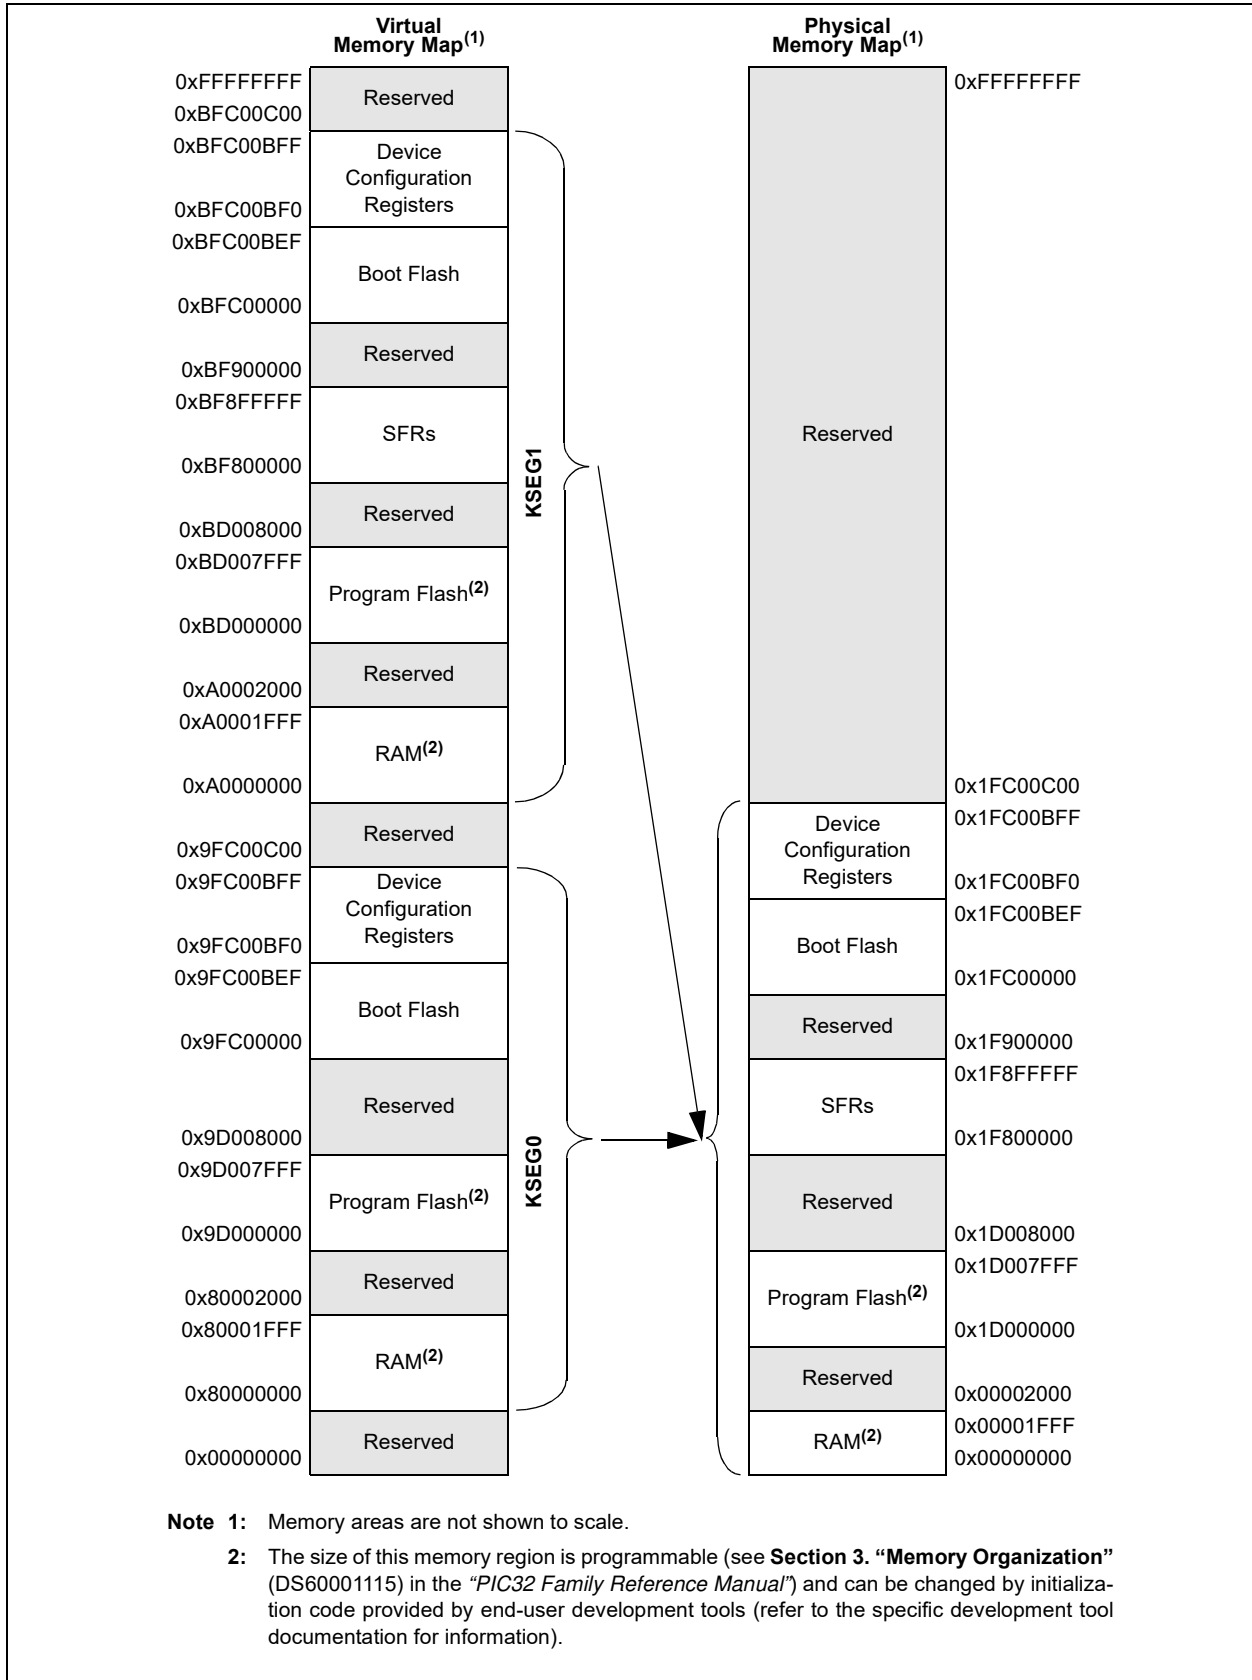 Virtual
Memory Map(1)
Physical
Memory Map(1)
0xFFFFFFFF
Reserved
0xBFC00C00
0xBFC00BFF
Device
Configuration
Registers
0xBFC00BF0
0xBFC00BEF
Boot Flash
0xBFC00000
Reserved
0xBF900000
0xBF8FFFFF
SFRs
0xBF800000
Reserved
0xBD008000
0xBD007FFF
Program Flash(2)
0xBD000000
Reserved
0xA0002000
0xA0001FFF
RAM(2)
0xA0000000
KSEG1
Reserved
0x9FC00C00
0x9FC00BFF
Device
Configuration
Registers
0x9FC00BF0
0x9FC00BEF
Boot Flash
0x9FC00000
Reserved
0x9D008000
0x9D007FFF
Program Flash(2)
0x9D000000
Reserved
0x80002000
0x80001FFF
RAM(2)
0x80000000
KSEG0
Reserved
0x00000000
0xFFFFFFFF
Reserved
0x1FC00C00
0x1FC00BFF
Device
Configuration
Registers
0x1FC00BF0
0x1FC00BEF
Boot Flash
0x1FC00000
Reserved
0x1F900000
0x1F8FFFFF
SFRs
0x1F800000
Reserved
0x1D008000
0x1D007FFF
Program Flash(2)
0x1D000000
Reserved
0x00002000
0x00001FFF
RAM(2)
0x00000000
Note 1: Memory areas are not shown to scale.
2: The size of this memory region is programmable (see Section 3. “Memory Organization”
(DS60001115) in the “PIC32 Family Reference Manual”) and can be changed by initializa-
tion code provided by end-user development tools (refer to the specific development tool
documentation for information).